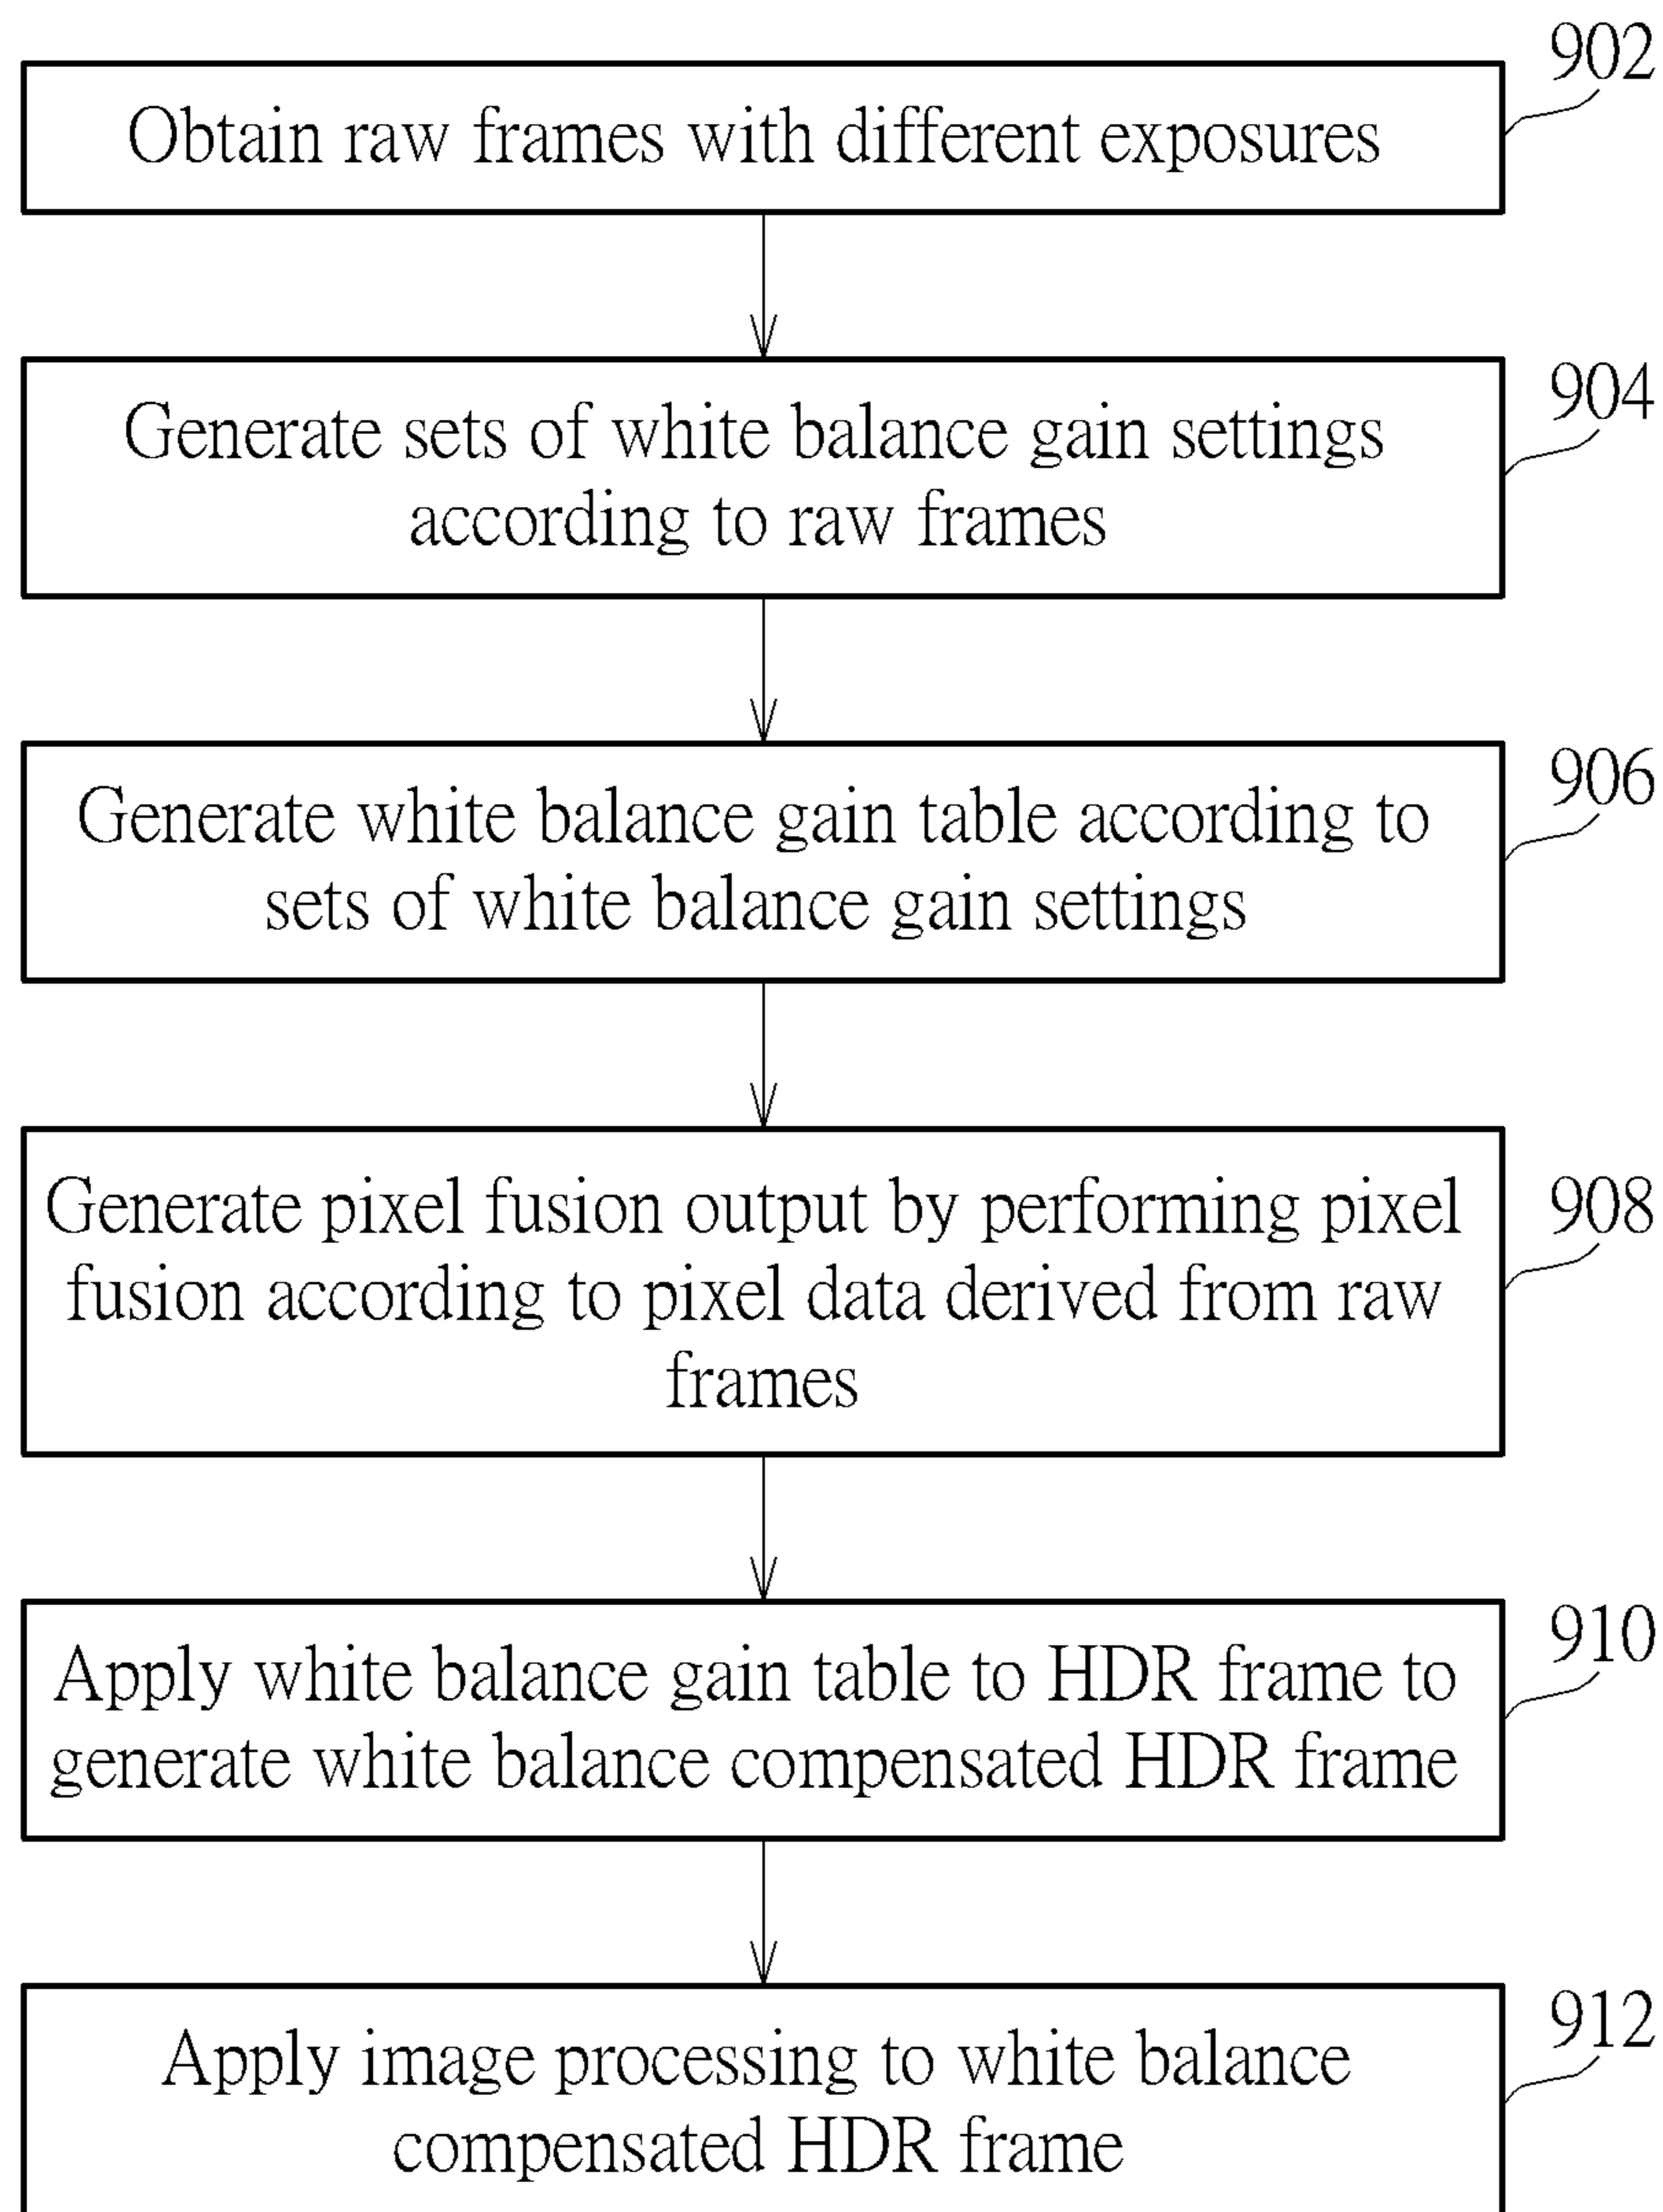 902
Obtain raw frames with different exposures
904
Generate sets of white balance gain settings
according to raw frames
906
Generate white balance gain table according to
sets of white balance gain settings
908
Generate pixel fusion output by performing pixel
fusion according to pixel data derived from raw
frames
910
Apply white balance gain table to HDR frame to
generate white balance compensated HDR frame
912
Apply image processing to white balance
compensated HDR frame